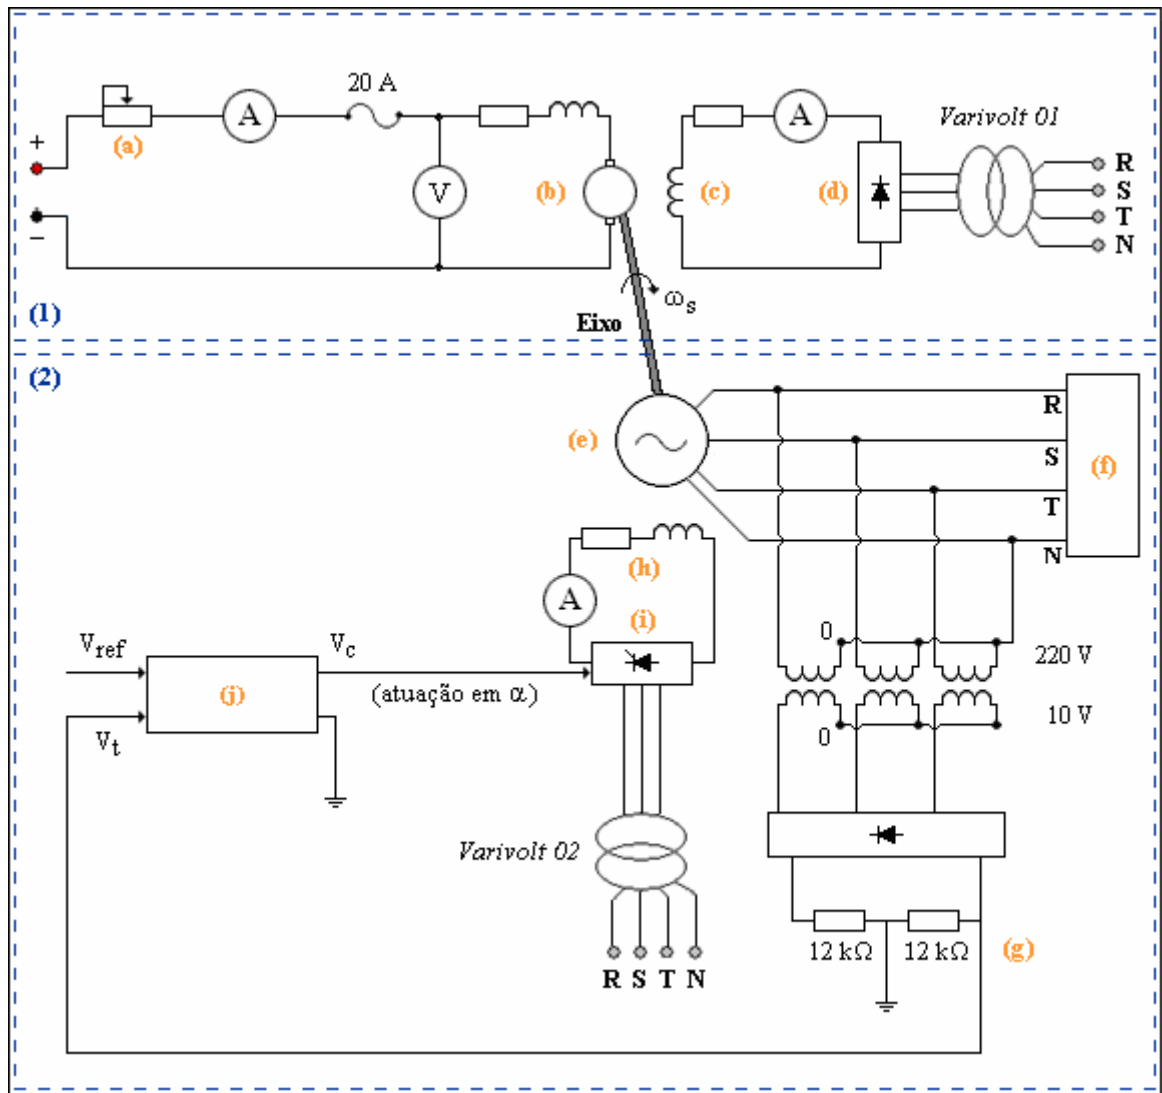 20 A
Varivolt 01
A
A
(a)
+
R
V
(b)
(c)
(d)
S
T
−
N
ωs
(1)
Eixo
(2)
R
(e)
S
(f)
T
N
(h)
A
(i)
0
Vref
Vc
220 V
(j)
(atuação em α)
10 V
Vt
0
Varivolt 02
12 kΩ
12 kΩ
(g)
R S T N